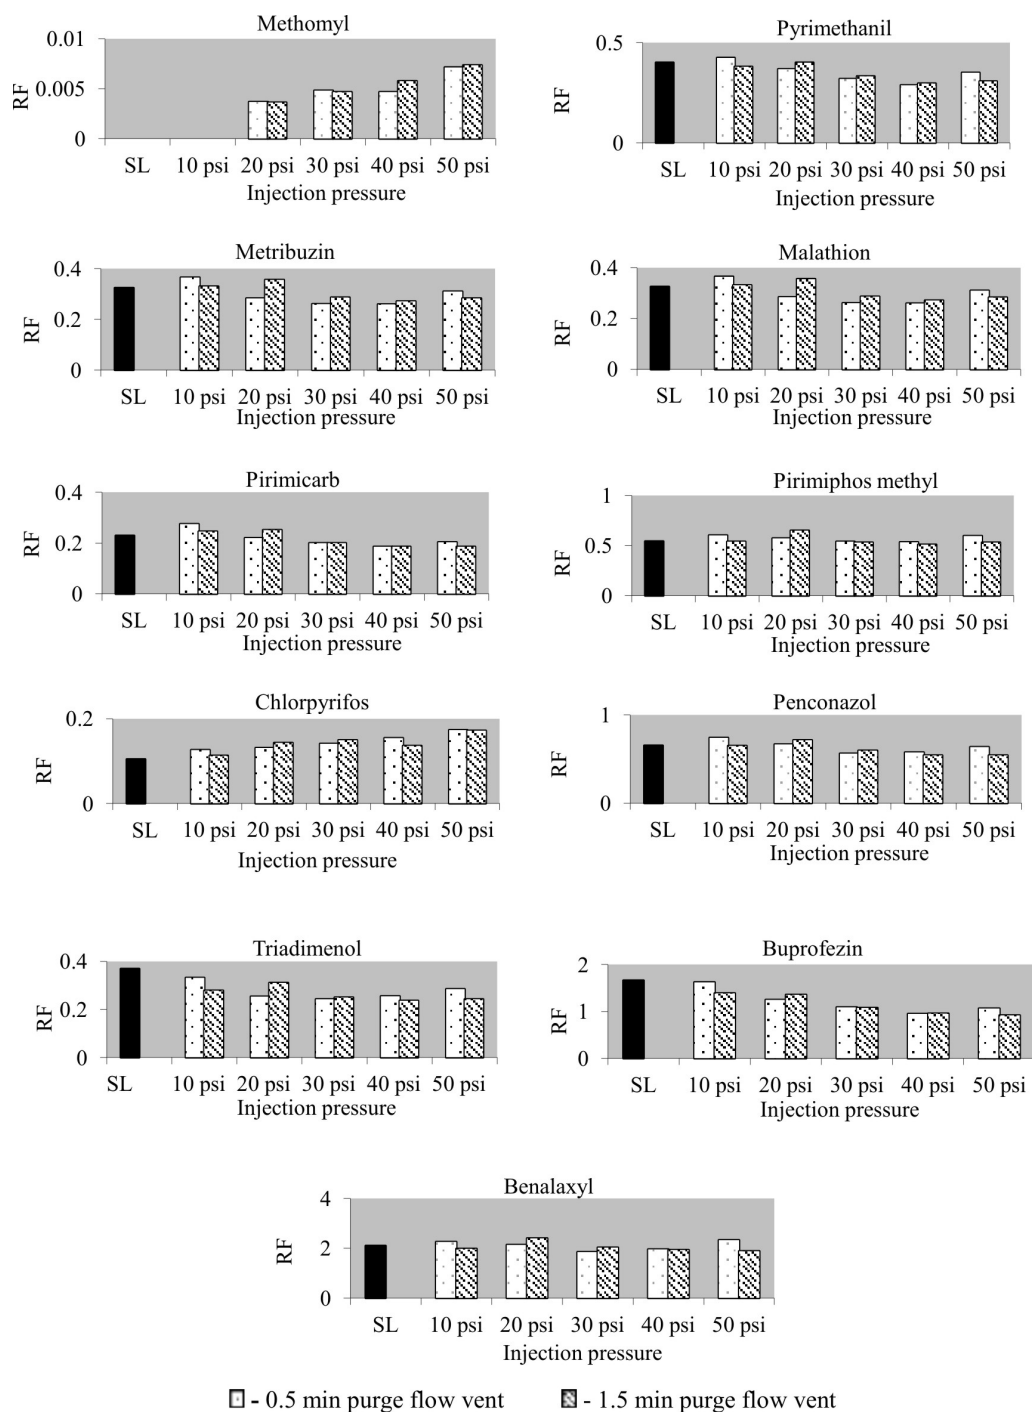 Methomyl
0.01
0.005
0
RF
SL 10 psi 20 psi 30 psi 40 psi 50 psi
Injection pressure
Pyrimethanil
0.5
0
RF
SL 10 psi 20 psi 30 psi 40 psi 50 psi
Injection pressure
Metribuzin
0.4
0.2
0
RF
SL 10 psi 20 psi 30 psi 40 psi 50 psi
Injection pressure
Malathion
0.4
0.2
0
RF
SL 10 psi 20 psi 30 psi 40 psi 50 psi
Injection pressure
Pirimicarb
0.4
0.2
0
RF
SL 10 psi 20 psi 30 psi 40 psi 50 psi
Injection pressure
Pirimiphos methyl
1
0.5
0
RF
SL 10 psi 20 psi 30 psi 40 psi 50 psi
Injection pressure
Chlorpyrifos
0.2
0
RF
SL 10 psi 20 psi 30 psi 40 psi 50 psi
Injection pressure
Penconazol
1
0
RF
SL 10 psi 20 psi 30 psi 40 psi 50 psi
Injection pressure
Triadimenol
0.4
0.2
0
RF
SL 10 psi 20 psi 30 psi 40 psi 50 psi
Injection pressure
Buprofezin
2
1
0
RF
SL 10 psi 20 psi 30 psi 40 psi 50 psi
Injection pressure
Benalaxyl
4
2
0
RF
SL 10 psi 20 psi 30 psi 40 psi 50 psi
Injection pressure
- 0.5 min purge flow vent - 1.5 min purge flow vent